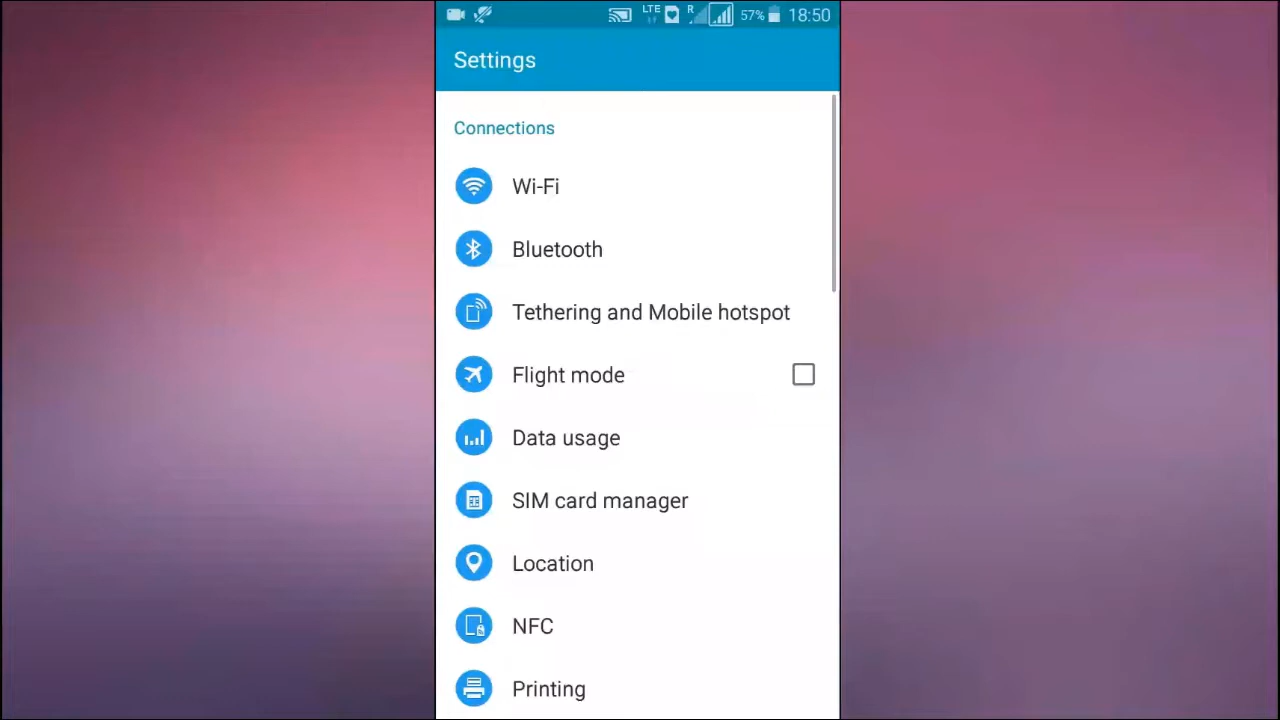 LTE R 57% 18:50
Settings
Connections
Wi-Fi
Bluetooth
Tethering and Mobile hotspot
Flight mode
Data usage
SIM card manager
Location
NFC
Printing